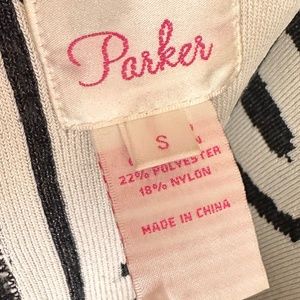 Parker
S
22% POLYESTER
18% NYLON
MADE IN CHINA